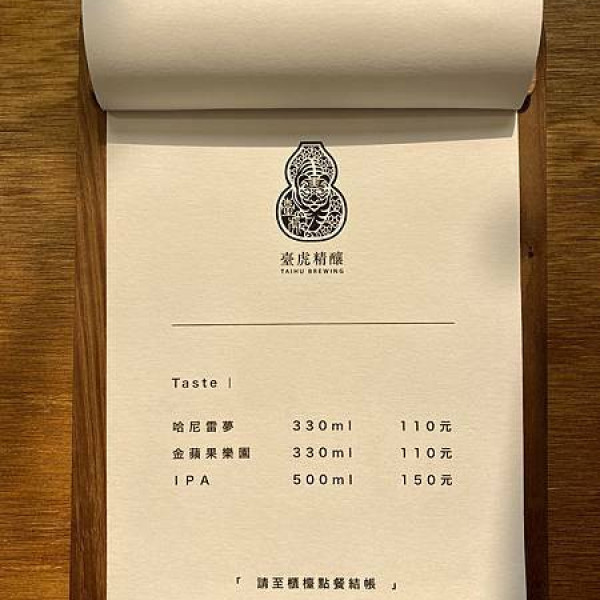 臺虎精釀
TAIHU BREWING
Taste |
哈尼雷夢 330ml 110元
金蘋果樂園 330ml 110元
IPA 500ml 150元
「 請至櫃檯點餐結帳 」